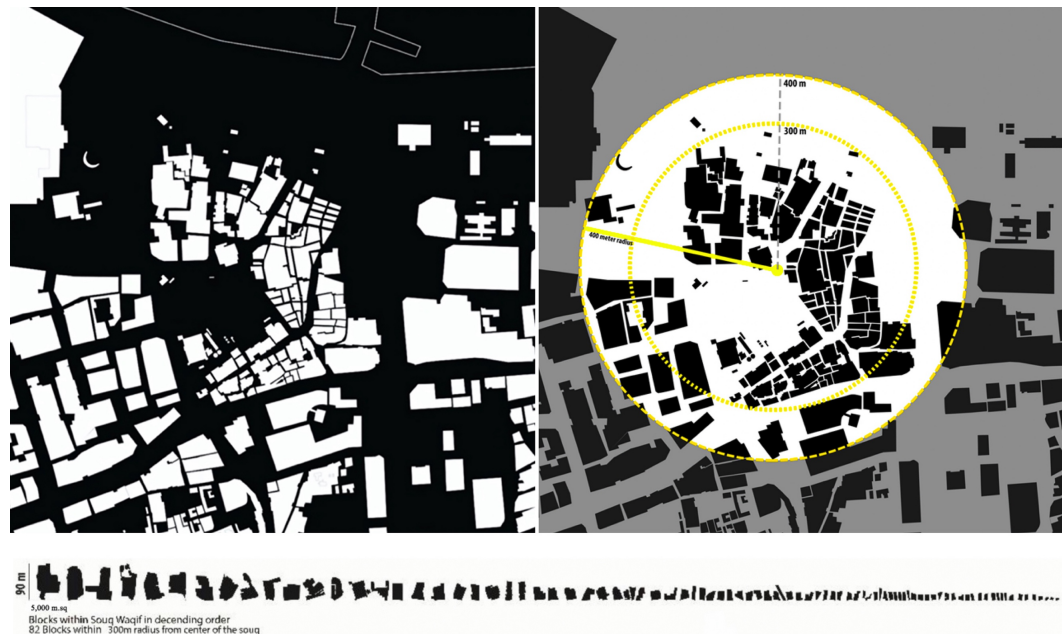 400 m
300 m
400 meter radius
90 m
5,000 m.sq
Blocks within Souq Waqif in decending order
82 Blocks within 300m radius from center of the souq